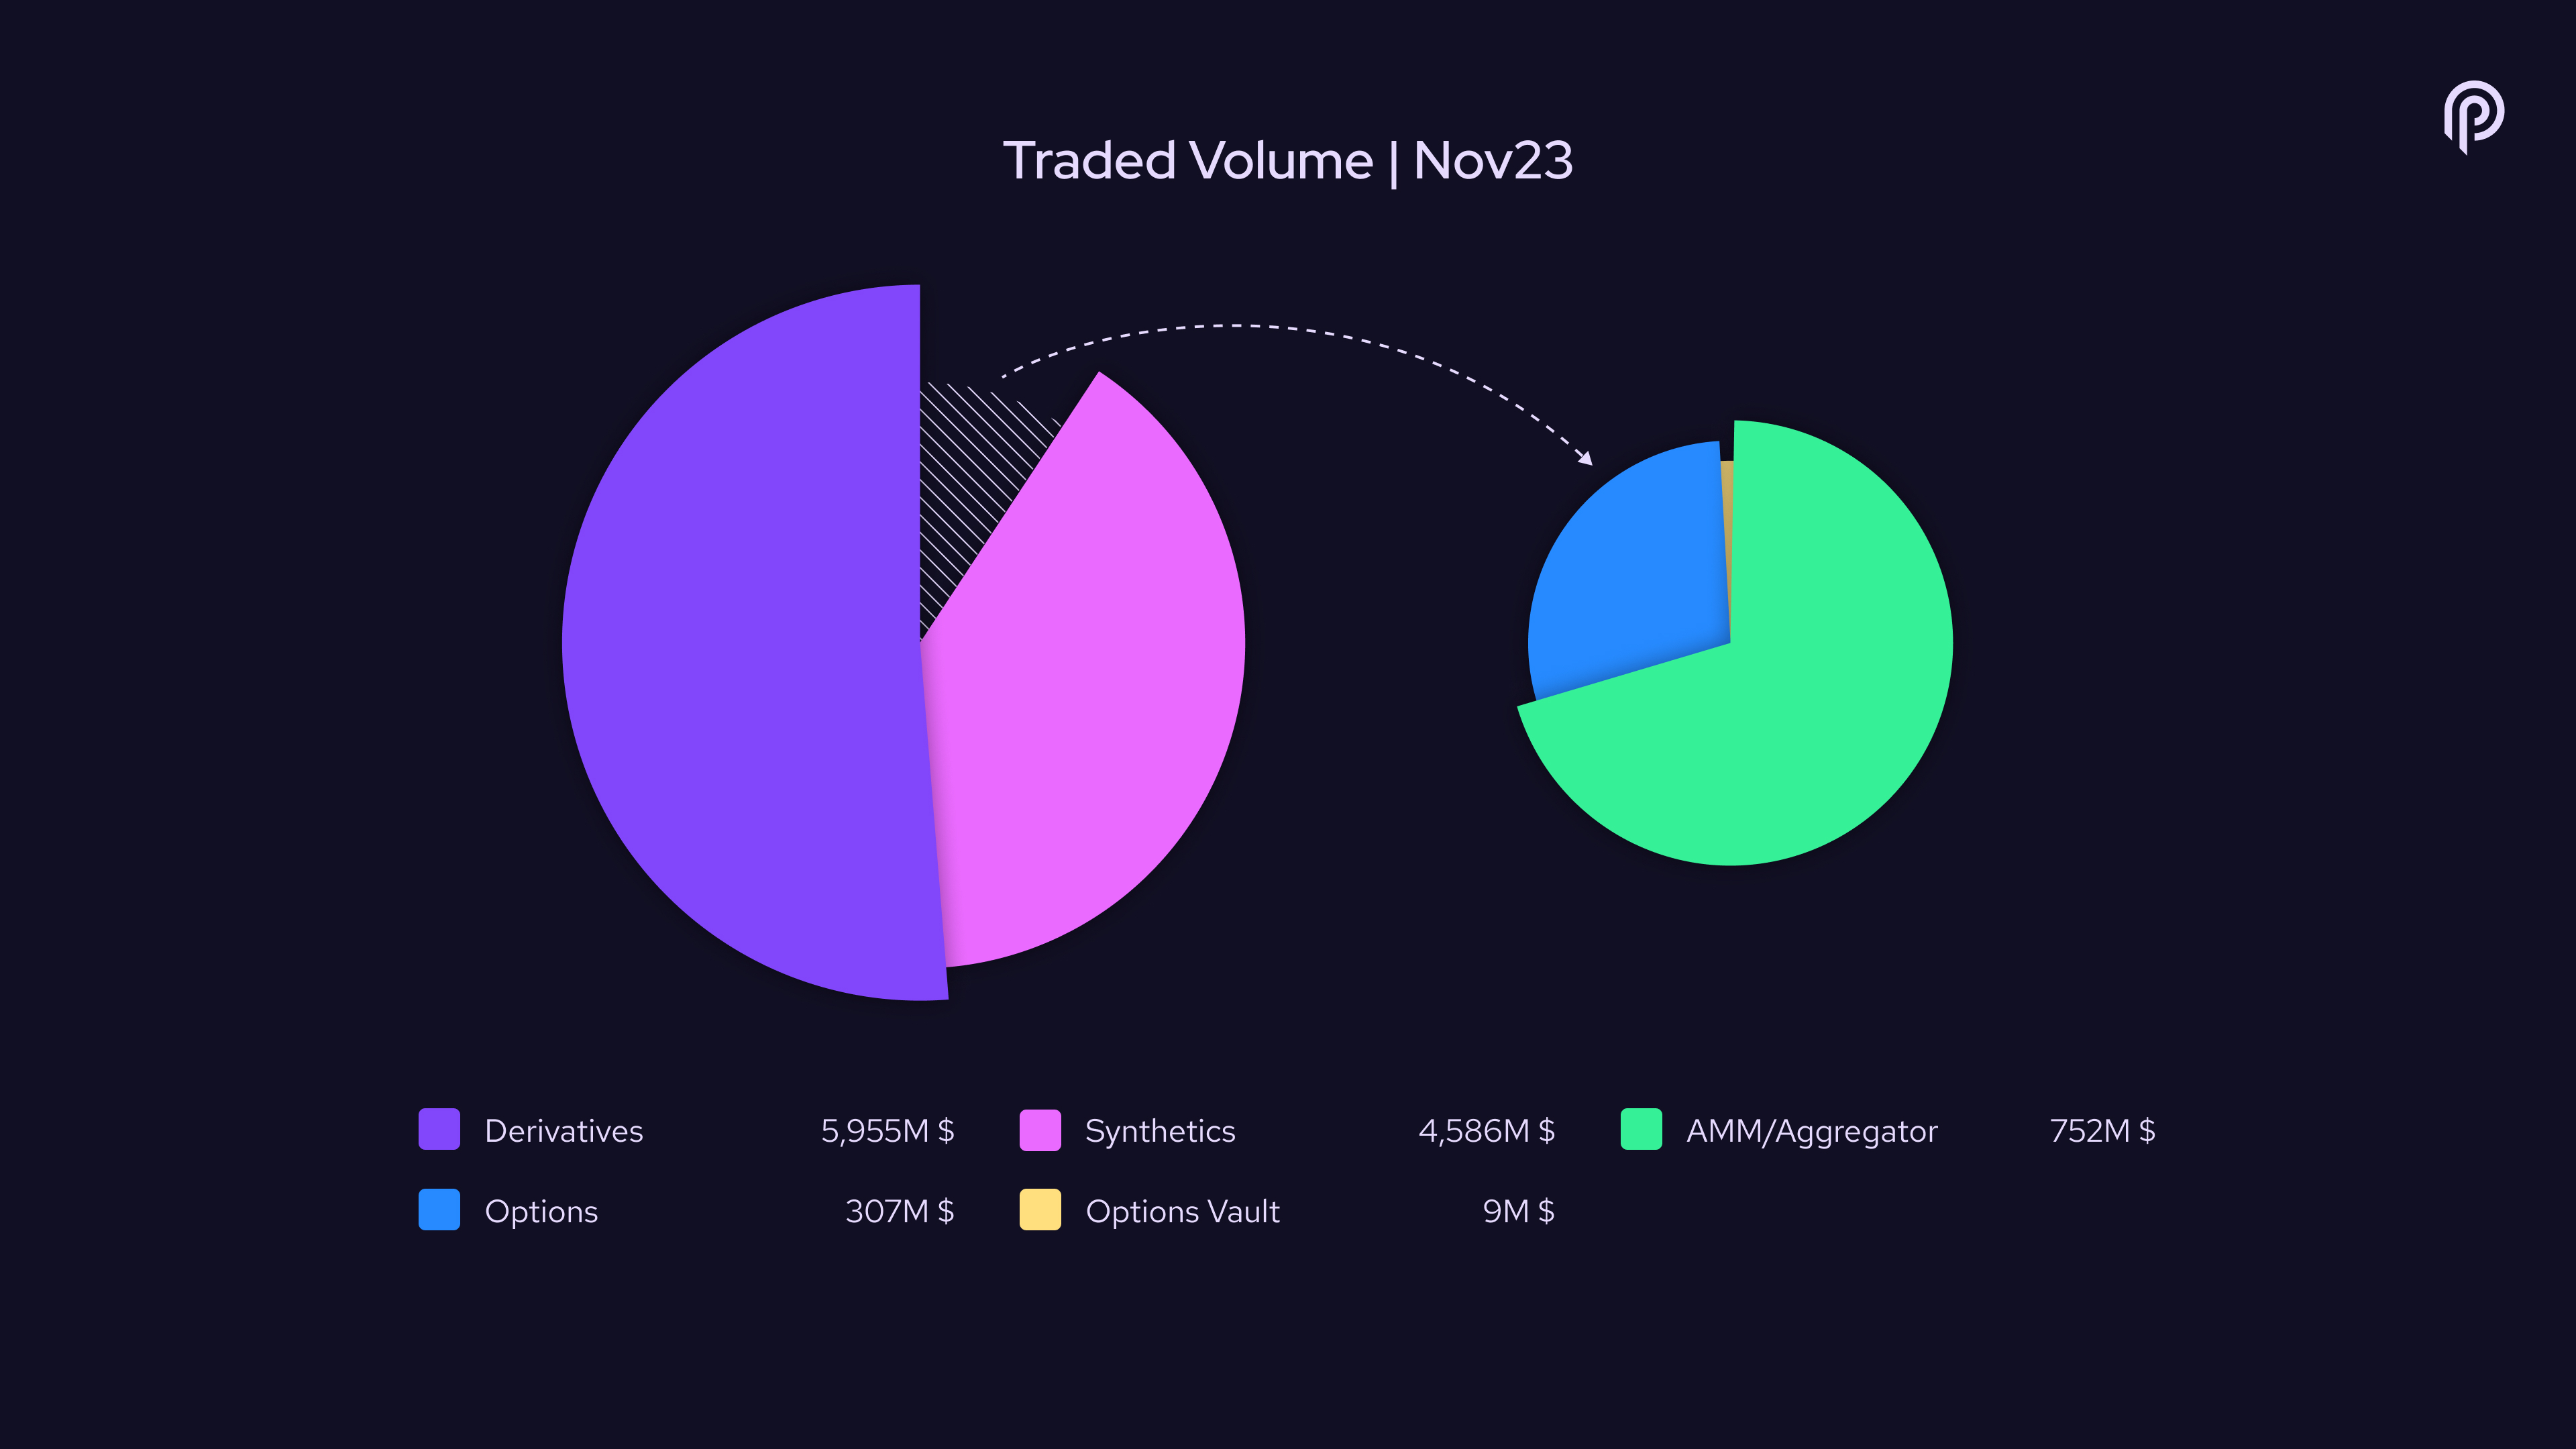 Traded Volume | Nov23
Derivatives 5,955M $ Synthetics 4,586M $ AMM/Aggregator 752M $
Options 307M $ Options Vault 9M $